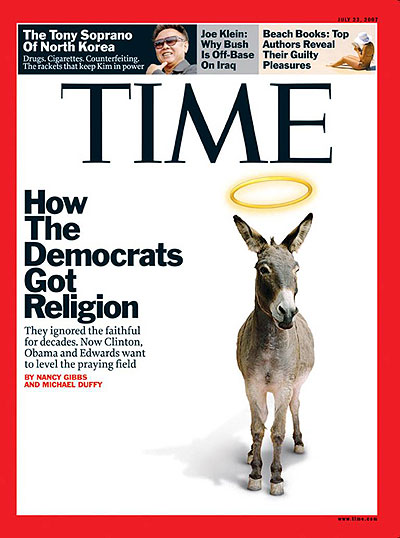 JULY 23, 2007
The Tony Soprano
Of North Korea
Drugs. Cigarettes. Counterfeiting.
The rackets that keep Kim in power
Joe Klein:
Why Bush
Is Off-Base
On Iraq
Beach Books: Top
Authors Reveal
Their Guilty
Pleasures
TIME
How
The
Democrats
Got
Religion
They ignored the faithful
for decades. Now Clinton,
Obama and Edwards want
to level the praying field
BY NANCY GIBBS
AND MICHAEL DUFFY
www.time.com